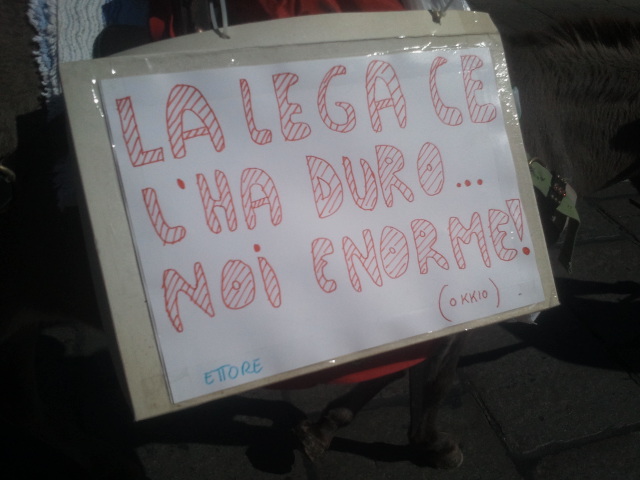 LA LEGA CE
L'HA DURO...
NOI ENORME!
(OKKIO)
ETTORE